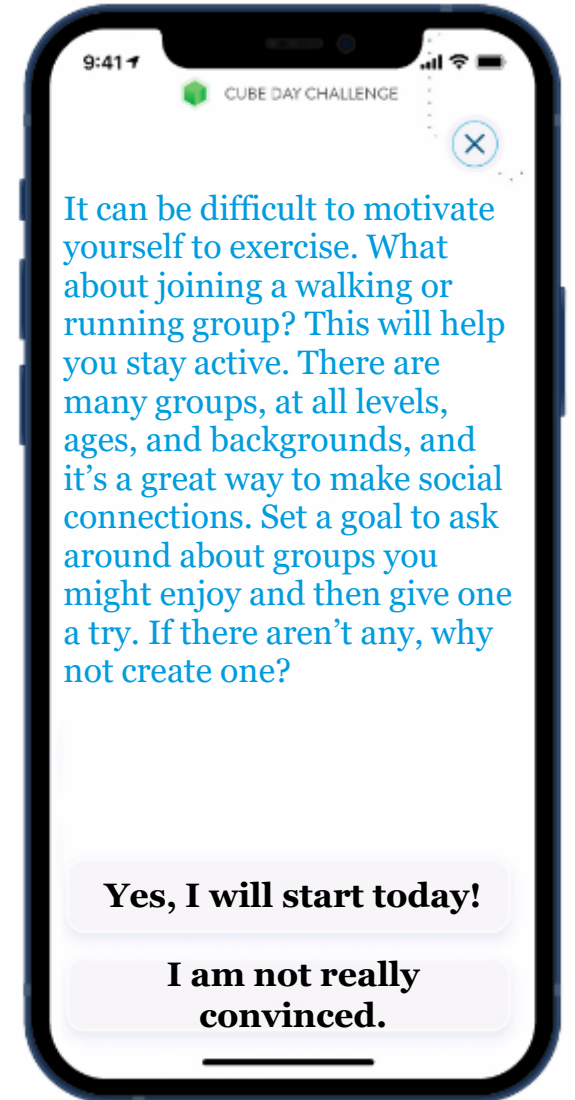 9:41
CUBE DAY CHALLENGE
It can be difficult to motivate
yourself to exercise. What
about joining a walking or
running group? This will help
you stay active. There are
many groups, at all levels,
ages, and backgrounds, and
it’s a great way to make social
connections. Set a goal to ask
around about groups you
might enjoy and then give one
a try. If there aren’t any, why
not create one?
Yes, I will start today!
I am not really
convinced.